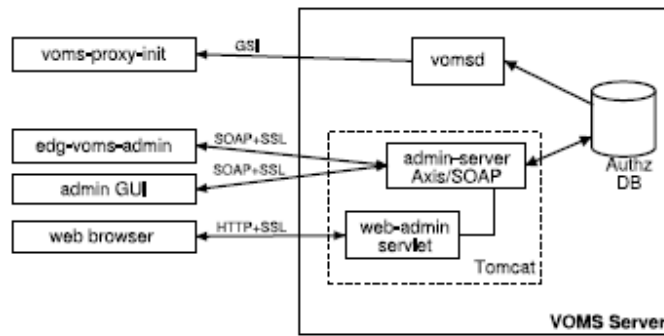 voms-proxy-init
GSI
vomsd
edg-voms-admin
SOAP+SSL
admin GUI
SOAP+SSL
admin-server
Axis/SOAP
Authz
DB
web browser
HTTP+SSL
web-admin
servlet
Tomcat
VOMS Server